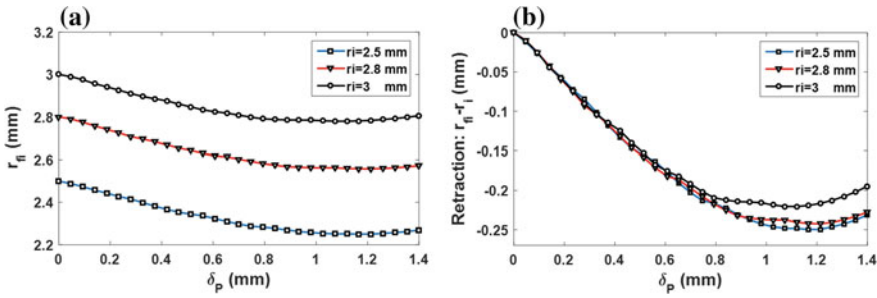 (a)
3.2
3
2.8
2.6
2.4
2.2
r_fi (mm)
0 0.2 0.4 0.6 0.8 1 1.2 1.4
δ_P (mm)
ri=2.5 mm
ri=2.8 mm
ri=3 mm
(b)
0
-0.05
-0.1
-0.15
-0.2
-0.25
Retraction: r_fi-r_i (mm)
0 0.2 0.4 0.6 0.8 1 1.2 1.4
δ_P (mm)
ri=2.5 mm
ri=2.8 mm
ri=3 mm